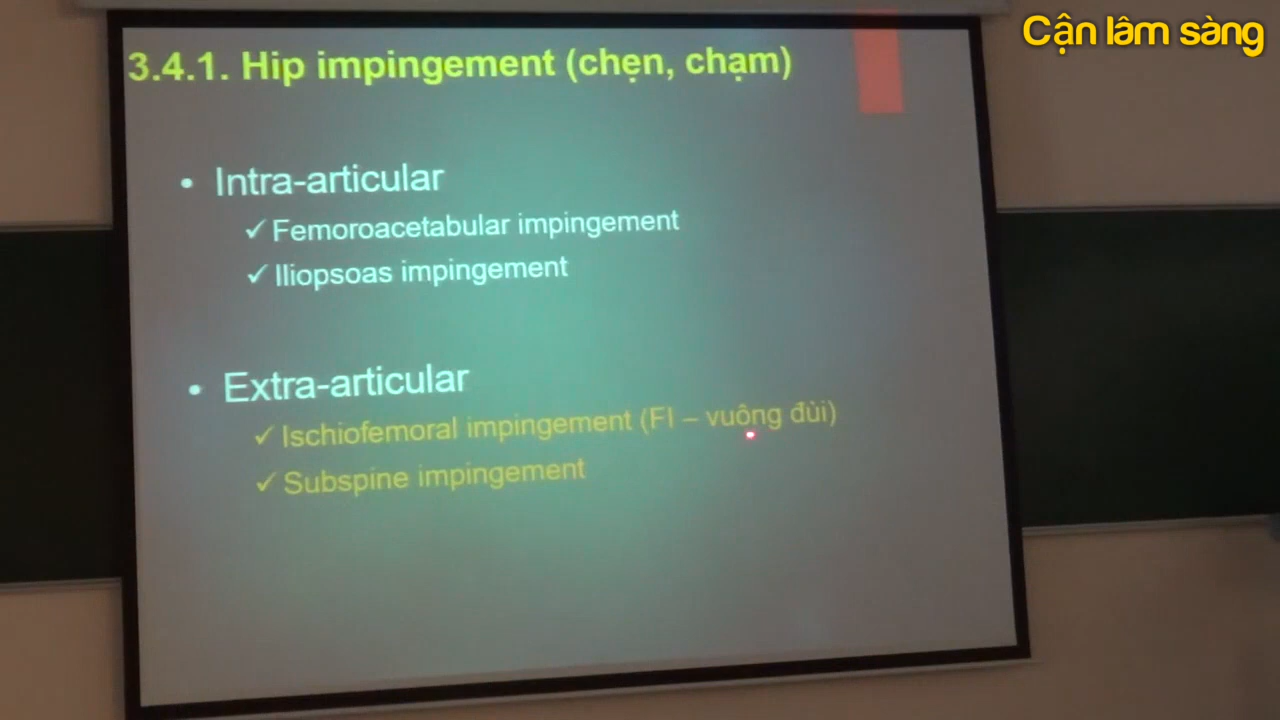 Cận lâm sàng
3.4.1. Hip impingement (chẹn, chạm)
• Intra-articular
✓ Femoroacetabular impingement
✓ Iliopsoas impingement
• Extra-articular
✓ Ischiofemoral impingement (FI – vuông đùi)
✓ Subspine impingement